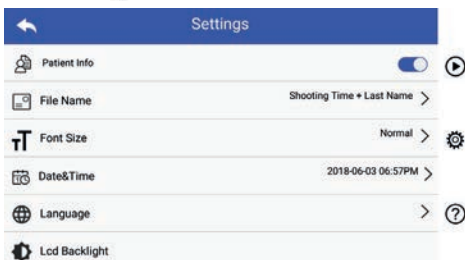 Settings
Patient Info
File Name Shooting Time + Last Name
Font Size Normal
Date&Time 2018-06-03 06:57PM
Language
Lcd Backlight